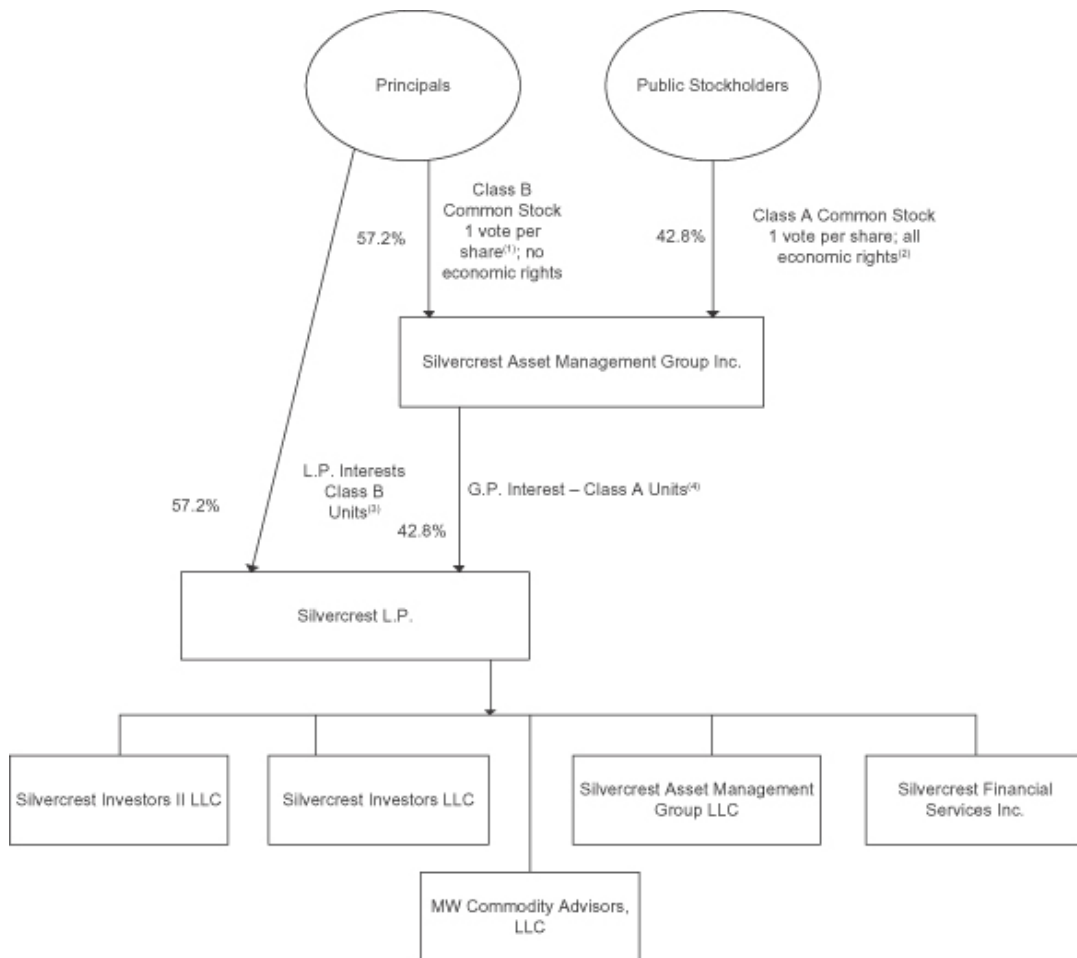 Principals
Public Stockholders
57.2%
Class B
Common Stock
1 vote per
share(1); no
economic rights
42.8%
Class A Common Stock
1 vote per share; all
economic rights(2)
Silvercrest Asset Management Group Inc.
57.2%
L.P. Interests
Class B
Units(3)
42.8%
G.P. Interest – Class A Units(4)
Silvercrest L.P.
Silvercrest Investors II LLC
Silvercrest Investors LLC
Silvercrest Asset Management
Group LLC
Silvercrest Financial
Services Inc.
MW Commodity Advisors,
LLC